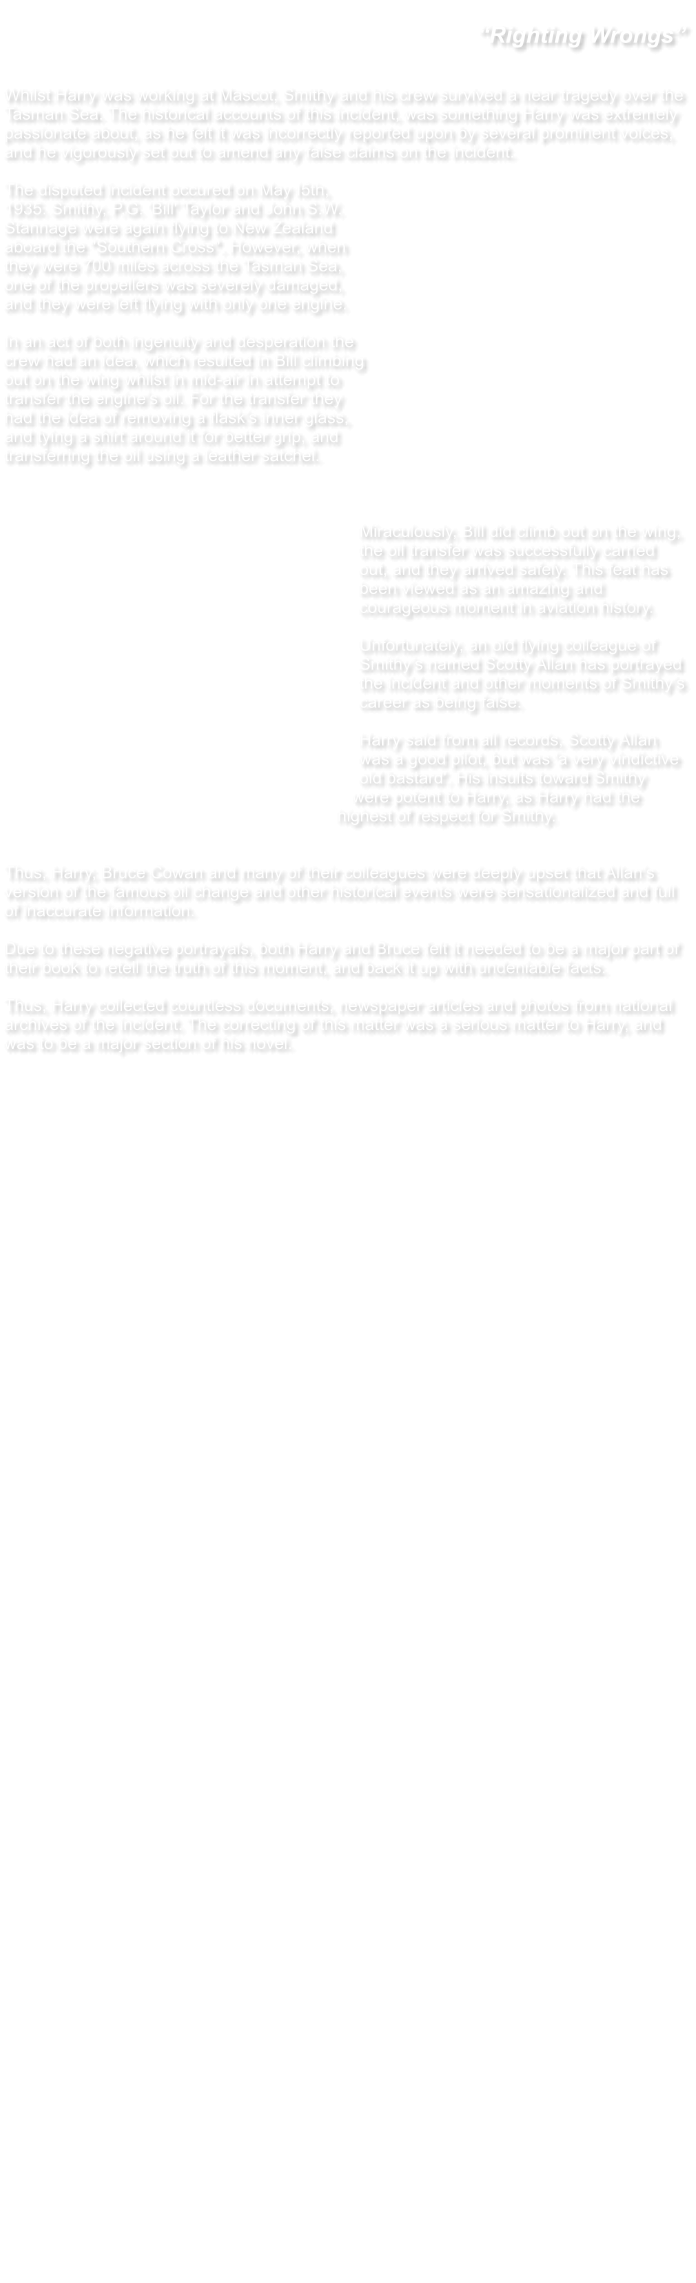 "Righting Wrongs"
Whilst Harry was working at Mascot, Smithy and his crew survived a near tragedy over the
Tasman Sea. The historical accounts of this incident, was something Harry was extremely
passionate about, as he felt it was incorrectly reported upon by several prominent voices,
and he vigorously set out to amend any false claims on the incident.
The disputed incident occured on May I5th,
1935. Smithy, P.G. 'Bill' Taylor and John S.W.
Stannage were again flying to New Zealand
aboard the "Southern Cross". However, when
they were 700 miles across the Tasman Sea,
one of the propellers was severely damaged,
and they were left flying with only one engine.
In an act of both ingenuity and desperation the
crew had an idea, which resulted in Bill climbing
out on the wing whilst in mid-air in attempt to
transfer the engine's oil. For the transfer they
had the idea of removing a flask's inner glass,
and tying a shirt around it for better grip, and
transferring the oil using a leather satchel.
Miraculously, Bill did climb out on the wing,
the oil transfer was successfully carried
out, and they arrived safely. This feat has
been viewed as an amazing and
courageous moment in aviation history.
Unfortunately, an old flying colleague of
Smithy's named Scotty Allan has portrayed
the incident and other moments of Smithy's
career as being false.
Harry said from all records, Scotty Allan
was a good pilot, but was 'a very vindictive
old bastard'. His insults toward Smithy
were potent to Harry, as Harry had the
highest of respect for Smithy.
Thus, Harry, Bruce Cowan and many of their colleagues were deeply upset that Allan's
version of the famous oil change and other historical events were sensationalized and full
of inaccurate information.
Due to these negative portrayals, both Harry and Bruce felt it needed to be a major part of
their book to retell the truth of this moment, and back it up with undeniable facts.
Thus, Harry collected countless documents, newspaper articles and photos from national
archives of the incident. The correcting of this matter was a serious matter to Harry, and
was to be a major section of his novel.